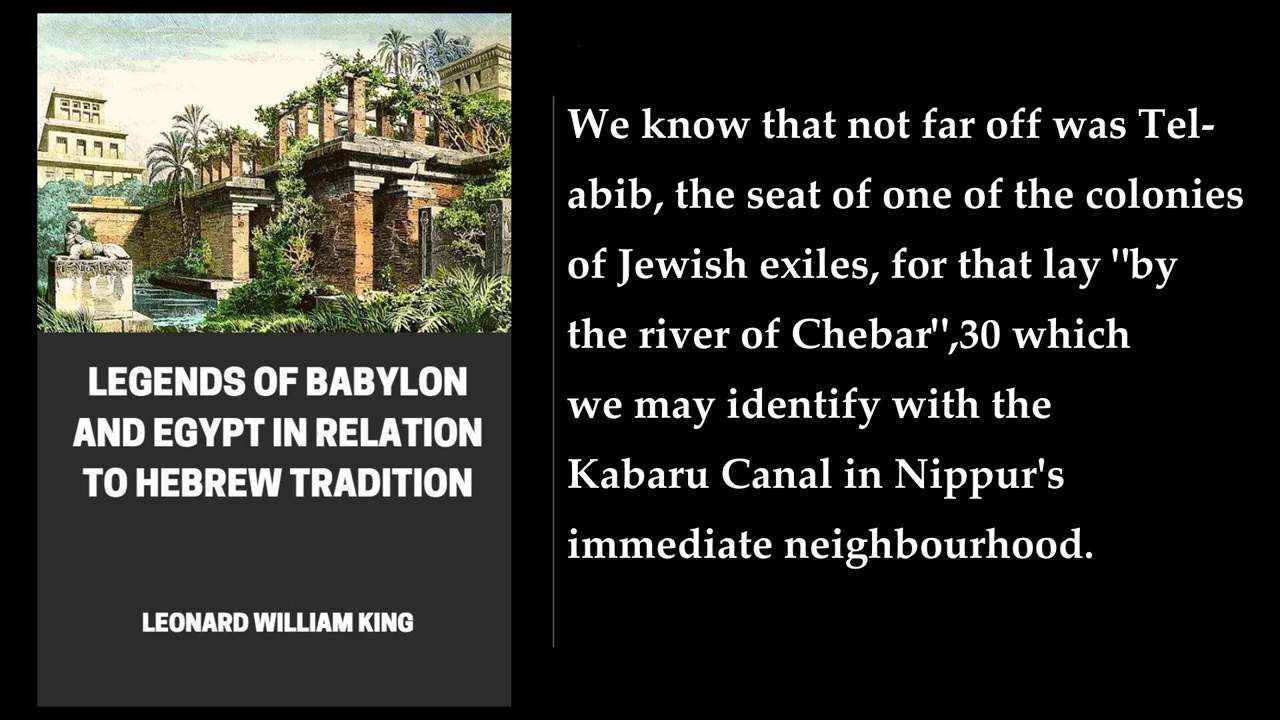 LEGENDS OF BABYLON
AND EGYPT IN RELATION
TO HEBREW TRADITION
LEONARD WILLIAM KING
We know that not far off was Tel-
abib, the seat of one of the colonies
of Jewish exiles, for that lay "by
the river of Chebar",30 which
we may identify with the
Kabaru Canal in Nippur's
immediate neighbourhood.